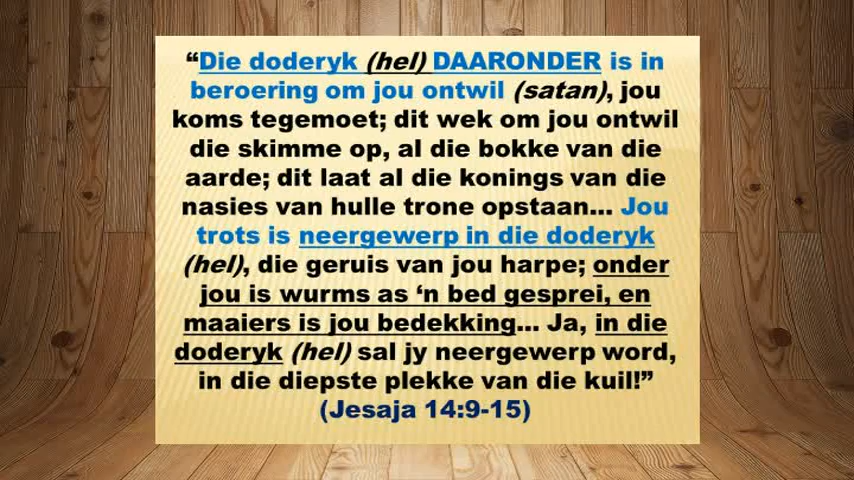 “Die doderyk (hel) DAARONDER is in
beroering om jou ontwil (satan), jou
koms tegemoet; dit wek om jou ontwil
die skimme op, al die bokke van die
aarde; dit laat al die konings van die
nasies van hulle trone opstaan... Jou
trots is neergewerp in die doderyk
(hel), die geruis van jou harpe; onder
jou is wurms as ‘n bed gesprei, en
maaiers is jou bedekking... Ja, in die
doderyk (hel) sal jy neergewerp word,
in die diepste plekke van die kuil!”
(Jesaja 14:9-15)